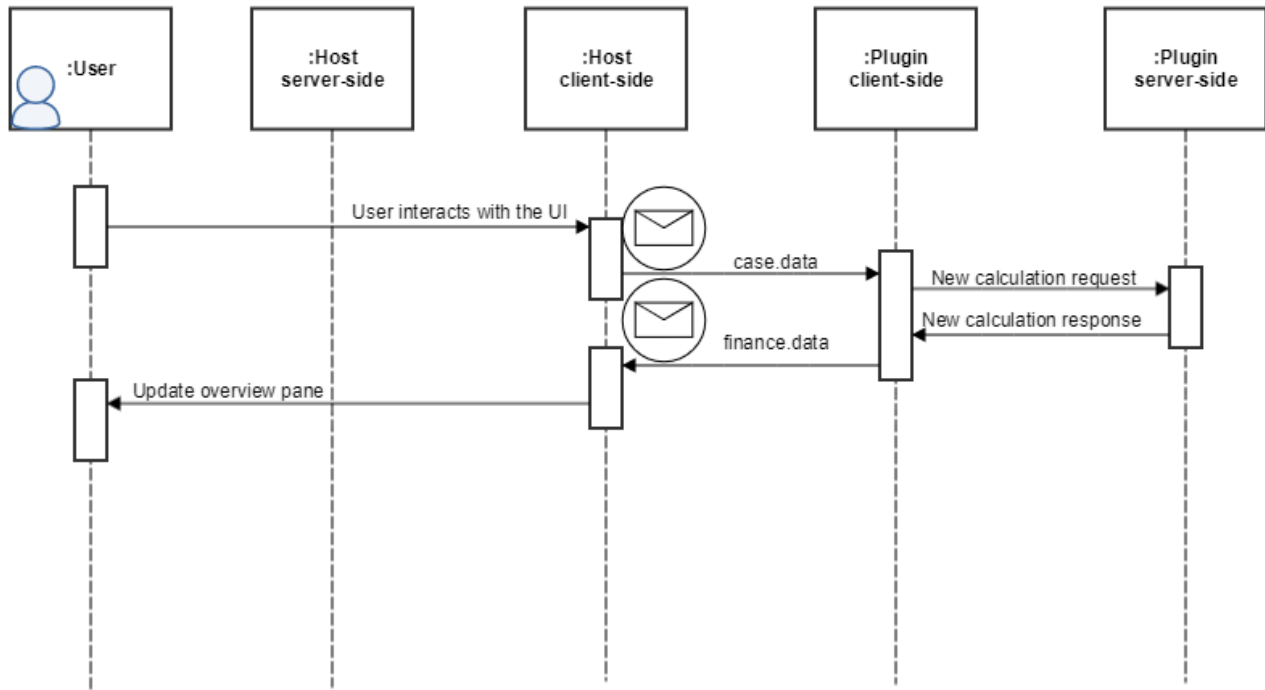 :User
:Host
server-side
:Host
client-side
:Plugin
client-side
:Plugin
server-side
User interacts with the UI
case.data
New calculation request
New calculation response
finance.data
Update overview pane